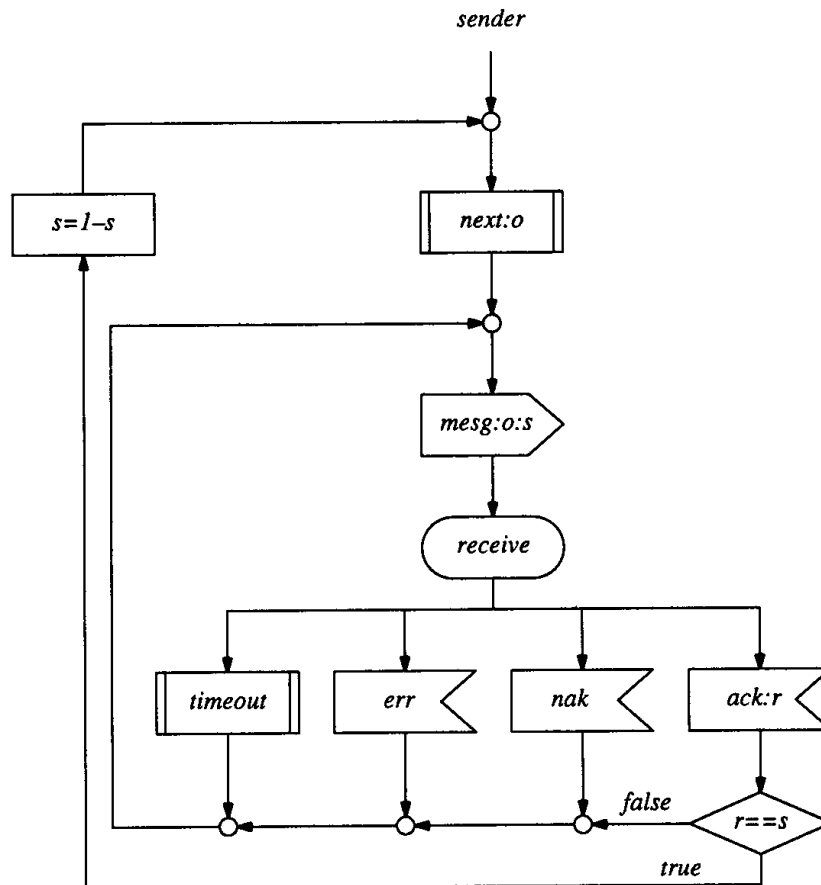 sender
s=1–s
next:o
mesg:o:s
receive
timeout
err
nak
ack:r
false
r==s
true